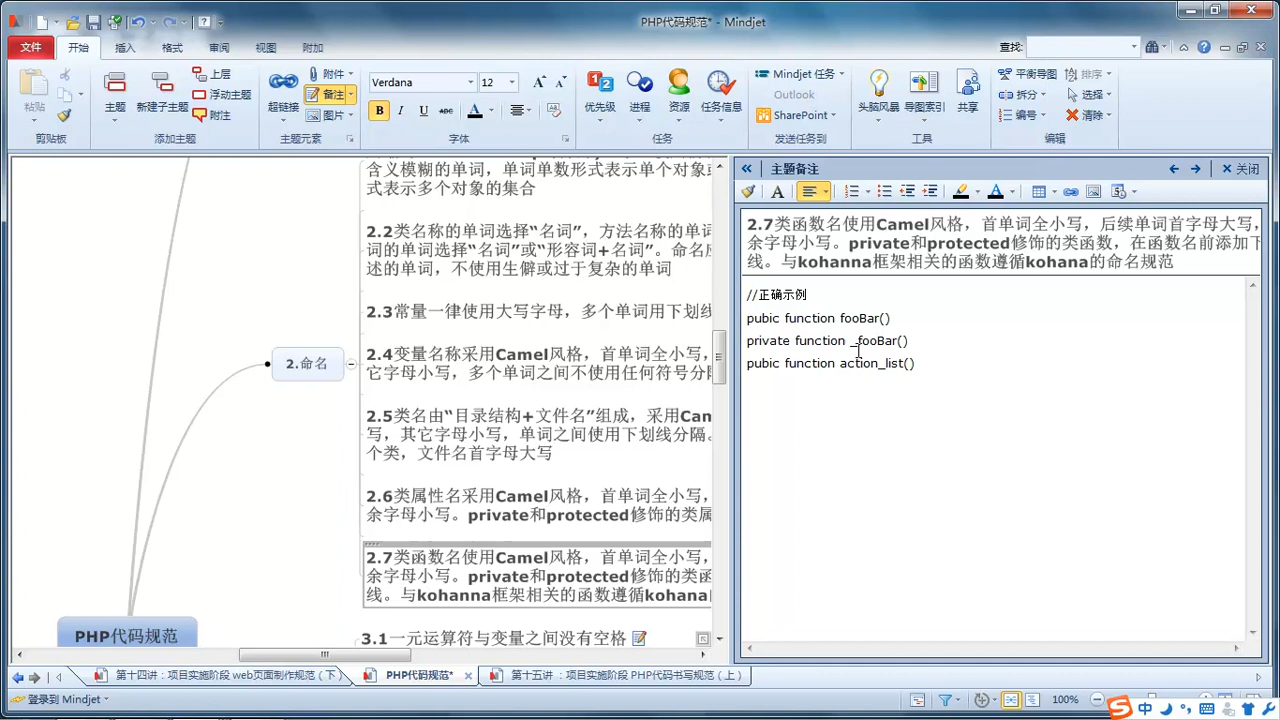 PHP代码规范* - Mindjet
文件 开始 插入 格式 审阅 视图 附加 查找:
粘贴 主题 新建子主题 上层 浮动主题 附注 超链接 附件 备注 图片 Verdana 12 优先级 进程 资源 任务信息 Mindjet 任务 Outlook SharePoint 头脑风暴 导图索引 共享 平衡导图 排序 拆分 选择 编号 清除
B I U abc A
剪贴板 添加主题 主题元素 字体 任务 发送任务到 工具 编辑
含义模糊的单词，单词单数形式表示单个对象
式表示多个对象的集合
2.2类名称的单词选择“名词”，方法名称的单
词的单词选择“名词”或“形容词+名词”。命名
述的单词，不使用生僻或过于复杂的单词
2.3常量一律使用大写字母，多个单词用下划
2.4变量名称采用Camel风格，首单词全小写，
它字母小写，多个单词之间不使用任何符号分
2.命名
2.5类名由“目录结构+文件名”组成，采用Cam
写，其它字母小写，单词之间使用下划线分隔。
个类，文件名首字母大写
2.6类属性名采用Camel风格，首单词全小写，
余字母小写。private和protected修饰的类
2.7类函数名使用Camel风格，首单词全小写，
余字母小写。private和protected修饰的类
线。与kohanna框架相关的函数遵循kohana
PHP代码规范
3.1一元运算符与变量之间没有空格
主题备注 关闭
2.7类函数名使用Camel风格，首单词全小写，后续单词首字母大写，
余字母小写。private和protected修饰的类函数，在函数名前添加下
线。与kohanna框架相关的函数遵循kohana的命名规范
//正确示例
pubic function fooBar()
private function _fooBar()
pubic function action_list()
第十四讲：项目实施阶段 web页面制作规范（下） PHP代码规范* 第十五讲：项目实施阶段 PHP代码书写规范（上）
登录到 Mindjet 100% 中